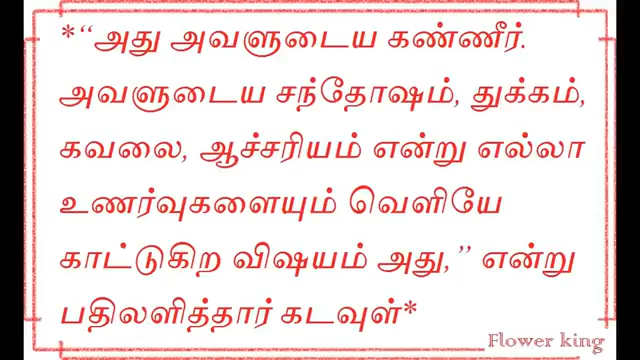 *“அது அவளுடைய கண்ணீர்.
அவளுடைய சந்தோஷம், துக்கம்,
கவலை, ஆச்சரியம் என்று எல்லா
உணர்வுகளையும் வெளியே
காட்டுகிற விஷயம் அது,” என்று
பதிலளித்தார் கடவுள்*
Flower king